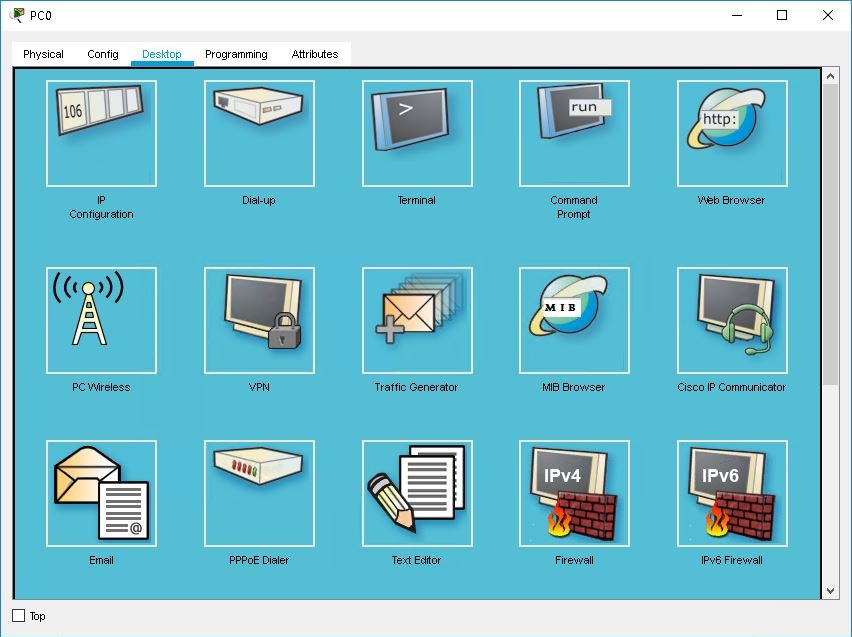 PC0
Physical Config Desktop Programming Attributes
106
>
run
http:
IP
Configuration
Dial-up
Terminal
Command
Prompt
Web Browser
MIB
PC Wireless
VPN
Traffic Generator
MIB Browser
Cisco IP Communicator
@
IPv4
IPv6
Email
PPPoE Dialer
Text Editor
Firewall
IPv6 Firewall
Top